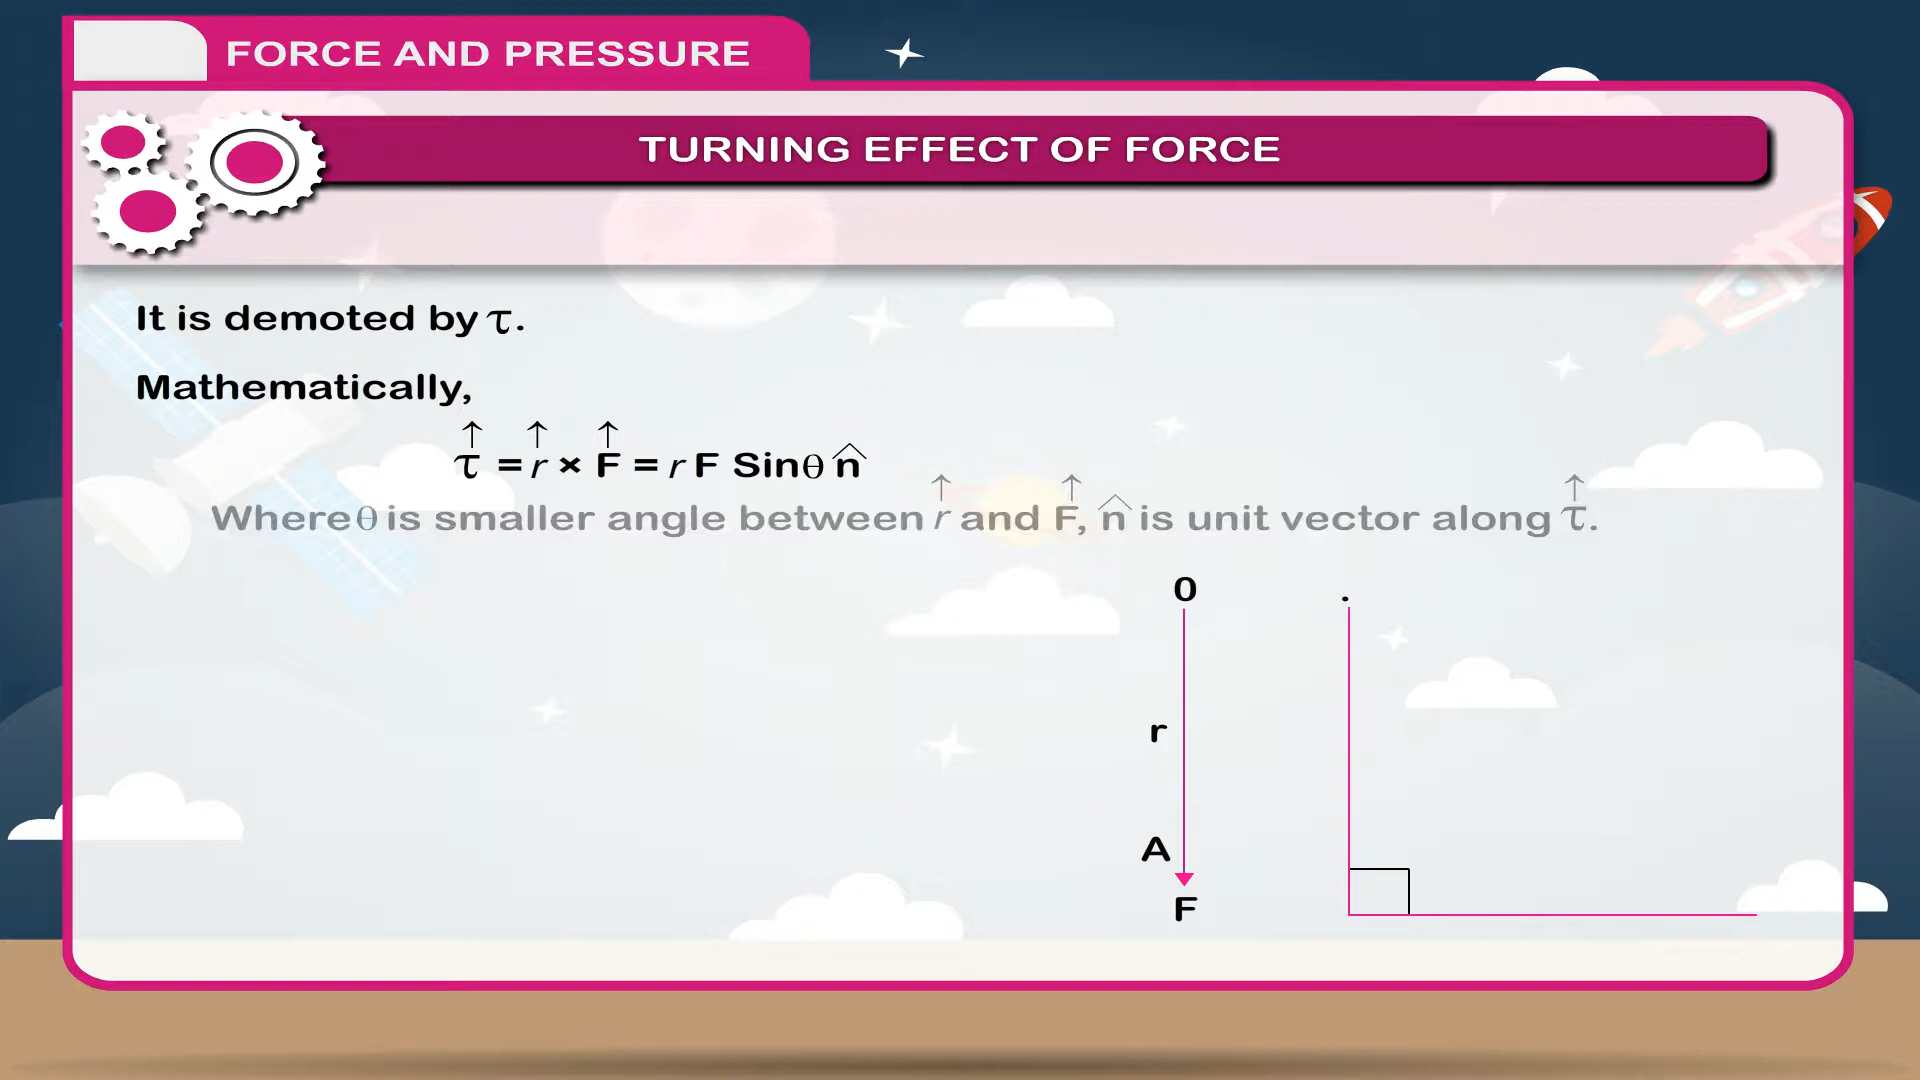 FORCE AND PRESSURE
TURNING EFFECT OF FORCE
It is demoted by τ.
Mathematically,
τ⃗ = r⃗ × F⃗ = r F Sinθ n̂
Where θ is smaller angle between r⃗ and F⃗, n̂ is unit vector along τ⃗.
0 .
r
A
F